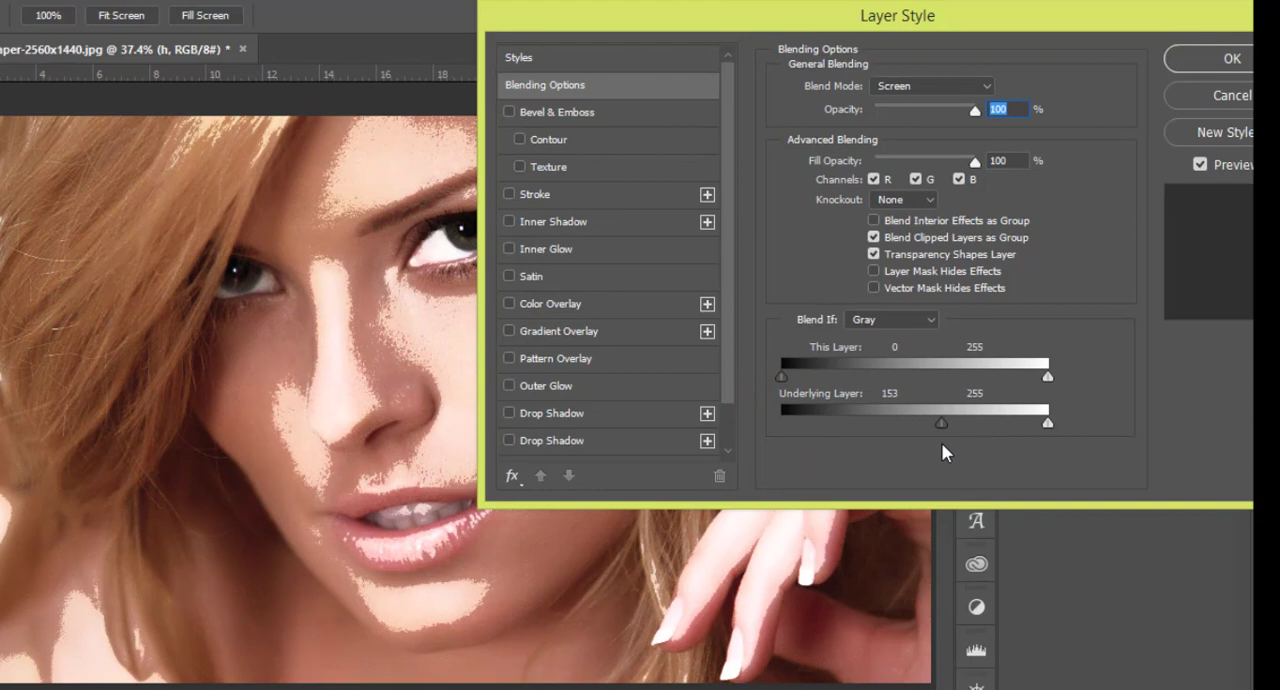 Layer Style
100%
Fit Screen
Fill Screen
per-2560x1440.jpg @ 37.4% (h, RGB/8#) * ×
4 6 8 10 12 14 16 18
Styles
Blending Options
Bevel & Emboss
Contour
Texture
Stroke
Inner Shadow
Inner Glow
Satin
Color Overlay
Gradient Overlay
Pattern Overlay
Outer Glow
Drop Shadow
Drop Shadow
fx
Blending Options
General Blending
Blend Mode: Screen
Opacity: 100 %
Advanced Blending
Fill Opacity: 100 %
Channels: R G B
Knockout: None
Blend Interior Effects as Group
Blend Clipped Layers as Group
Transparency Shapes Layer
Layer Mask Hides Effects
Vector Mask Hides Effects
Blend If: Gray
This Layer: 0 255
Underlying Layer: 153 255
OK
Cancel
New Style
Preview
A